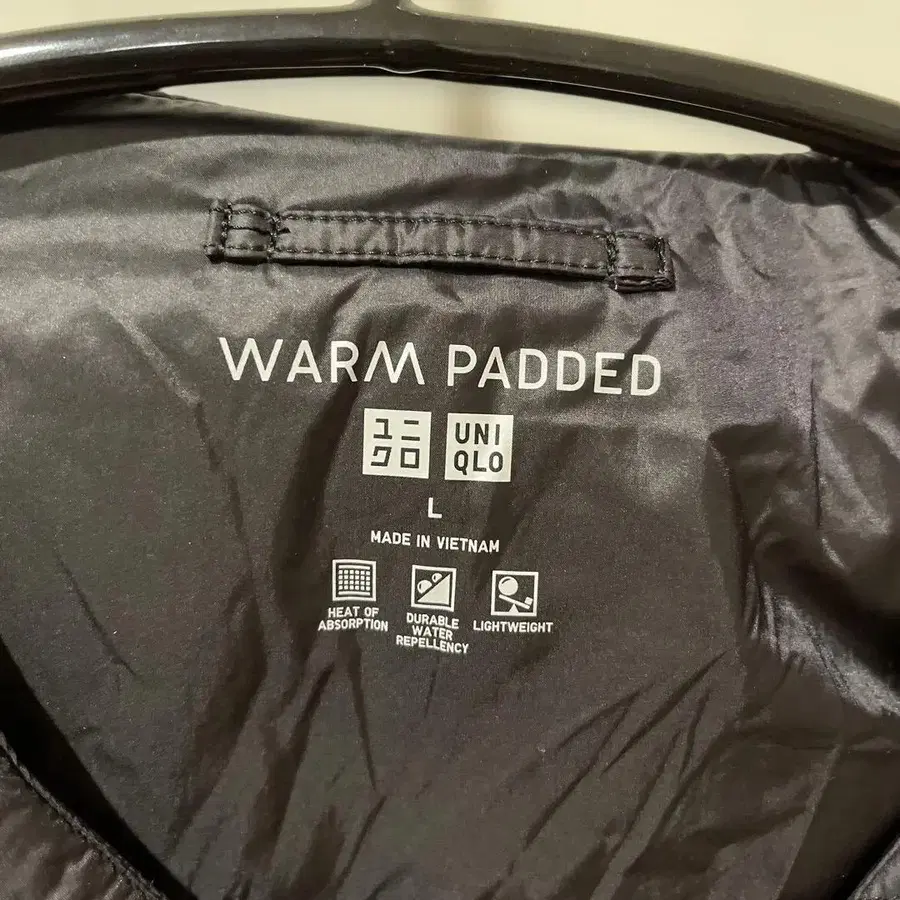 WARM PADDED
ユニ UNI
クロ QLO
L
MADE IN VIETNAM
HEAT OF
ABSORPTION
DURABLE
WATER
REPELLENCY
LIGHTWEIGHT